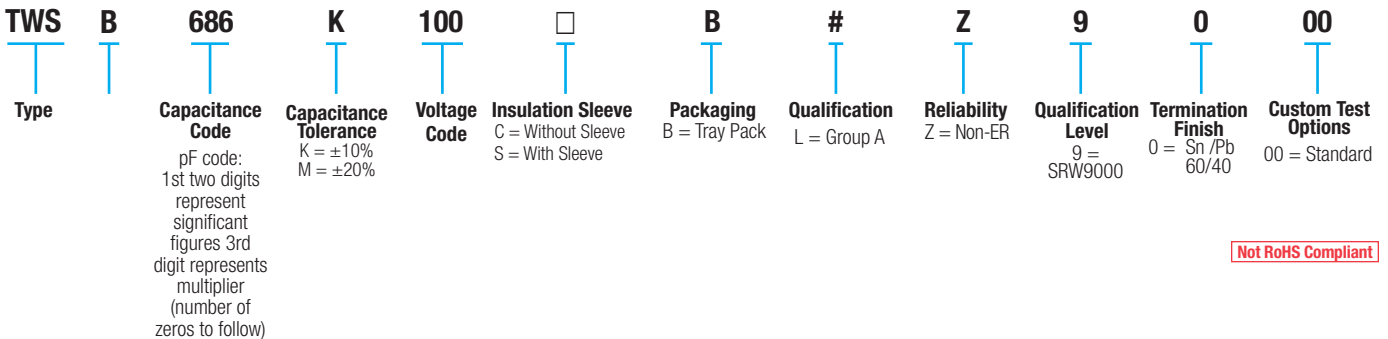 TWS B 686 K 100 □ B # Z 9 0 00
Type
Capacitance
Code
pF code:
1st two digits
represent
significant
figures 3rd
digit represents
multiplier
(number of
zeros to follow)
Capacitance
Tolerance
K = ±10%
M = ±20%
Voltage
Code
Insulation Sleeve
C = Without Sleeve
S = With Sleeve
Packaging
B = Tray Pack
Qualification
L = Group A
Reliability
Z = Non-ER
Qualification
Level
9 =
SRW9000
Termination
Finish
0 = Sn /Pb
60/40
Custom Test
Options
00 = Standard
Not RoHS Compliant